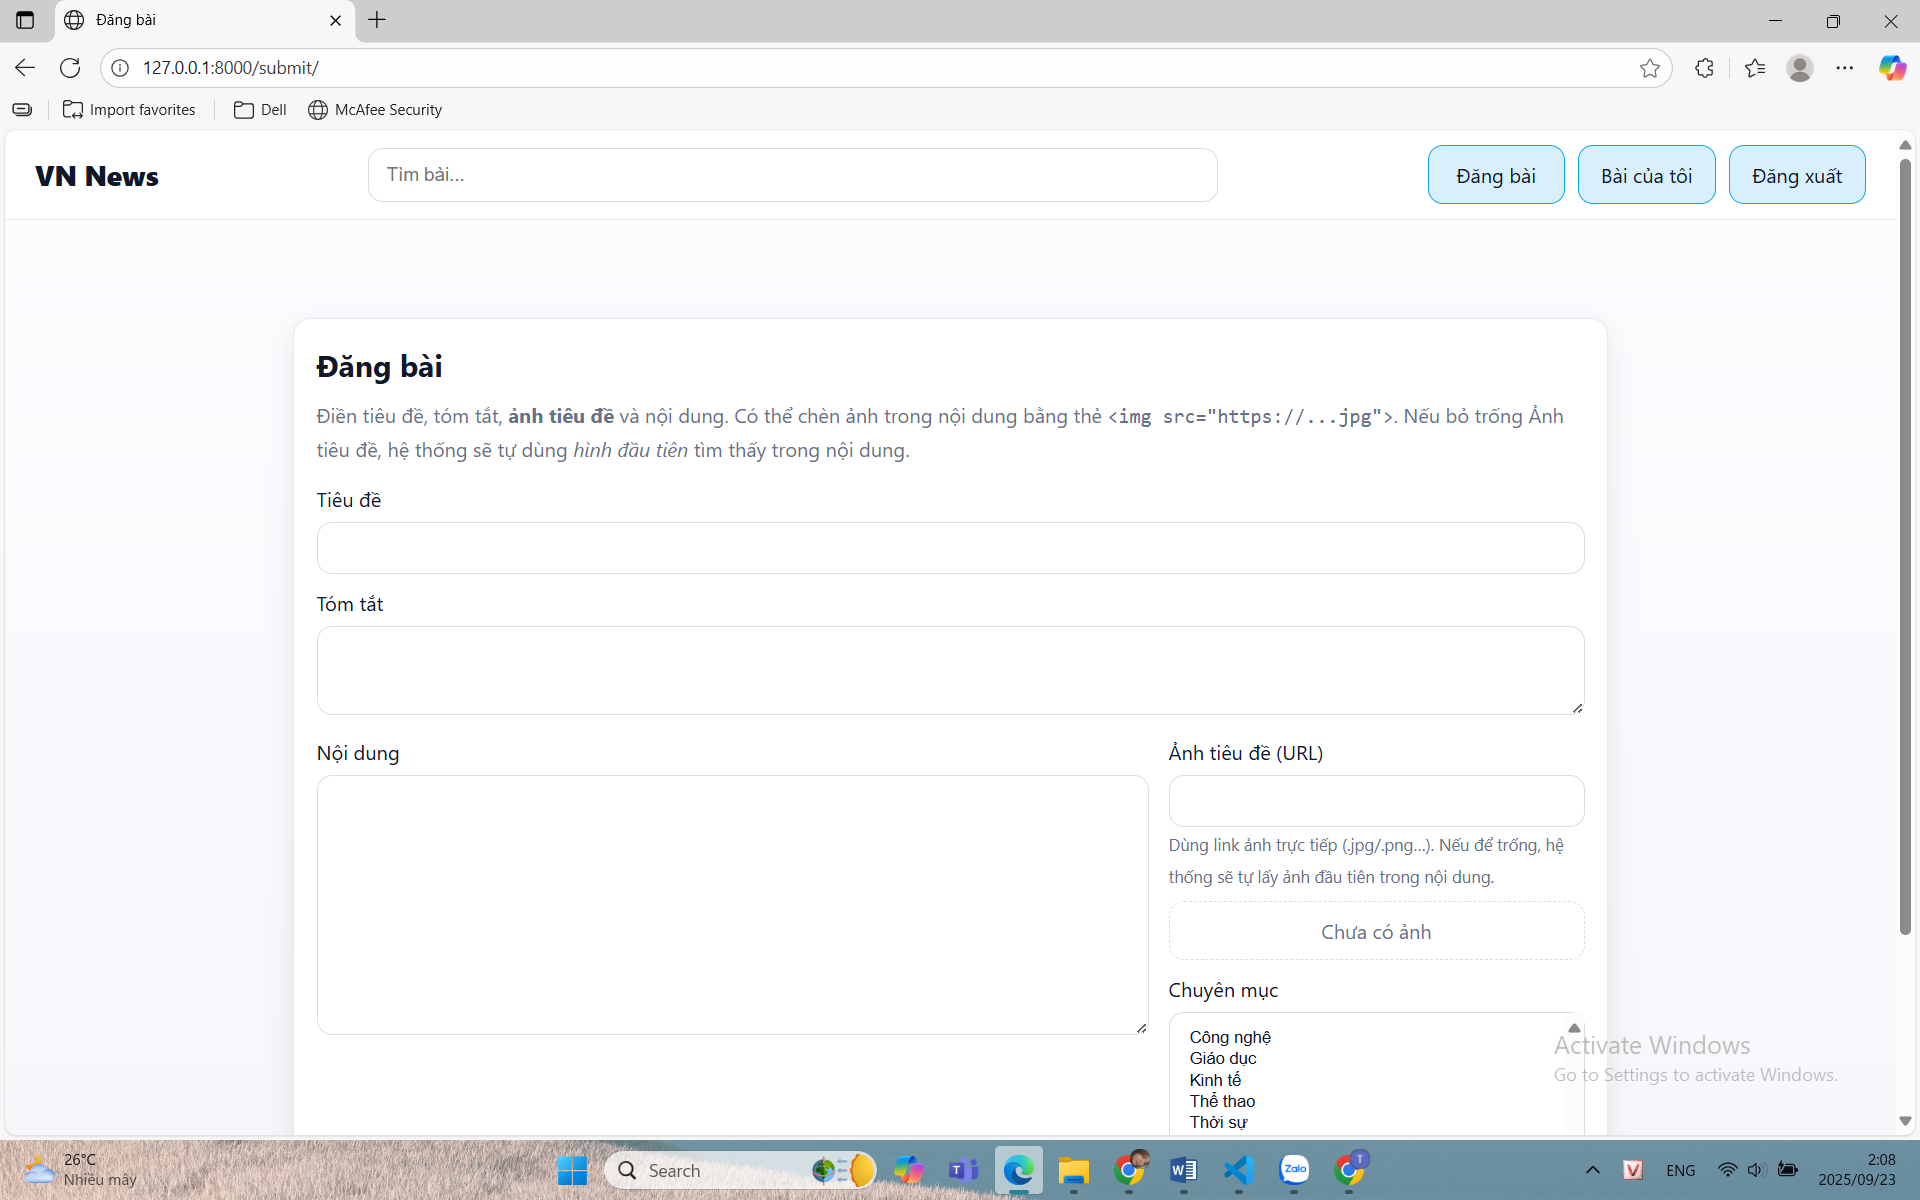 Đăng bài
127.0.0.1:8000/submit/
Import favorites
Dell
McAfee Security
VN News
Tìm bài...
Đăng bài
Bài của tôi
Đăng xuất
Đăng bài
Điền tiêu đề, tóm tắt, ảnh tiêu đề và nội dung. Có thể chèn ảnh trong nội dung bằng thẻ <img src="https://...jpg">. Nếu bỏ trống Ảnh
tiêu đề, hệ thống sẽ tự dùng hình đầu tiên tìm thấy trong nội dung.
Tiêu đề
Tóm tắt
Nội dung
Ảnh tiêu đề (URL)
Dùng link ảnh trực tiếp (.jpg/.png...). Nếu để trống, hệ
thống sẽ tự lấy ảnh đầu tiên trong nội dung.
Chưa có ảnh
Chuyên mục
Công nghệ
Giáo dục
Kinh tế
Thể thao
Thời sự
Activate Windows
Go to Settings to activate Windows.
26°C
Nhiều mây
Search
Zalo
T
V
ENG
2:08
2025/09/23